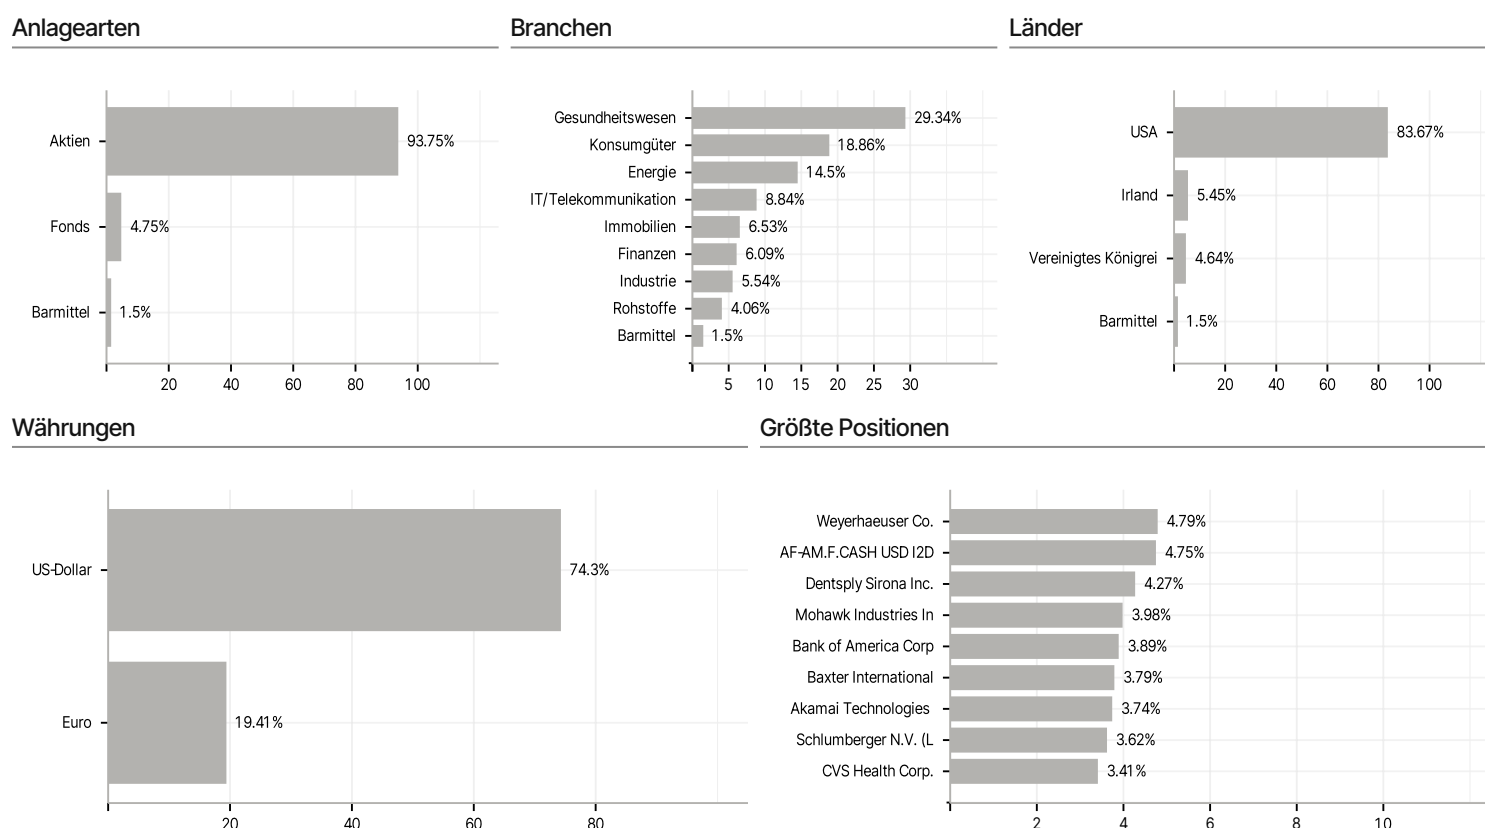 Anlagearten
Aktien 93.75%
Fonds 4.75%
Barmittel 1.5%
20 40 60 80 100
Branchen
Gesundheitswesen 29.34%
Konsumgüter 18.86%
Energie 14.5%
IT/Telekommunikation 8.84%
Immobilien 6.53%
Finanzen 6.09%
Industrie 5.54%
Rohstoffe 4.06%
Barmittel 1.5%
5 10 15 20 25 30
Länder
USA 83.67%
Irland 5.45%
Vereinigtes Königrei 4.64%
Barmittel 1.5%
20 40 60 80 100
Währungen
US-Dollar 74.3%
Euro 19.41%
20 40 60 80
Größte Positionen
Weyerhaeuser Co. 4.79%
AF-AM.F.CASH USD I2D 4.75%
Dentsply Sirona Inc. 4.27%
Mohawk Industries In 3.98%
Bank of America Corp 3.89%
Baxter International 3.79%
Akamai Technologies 3.74%
Schlumberger N.V. (L 3.62%
CVS Health Corp. 3.41%
2 4 6 8 10